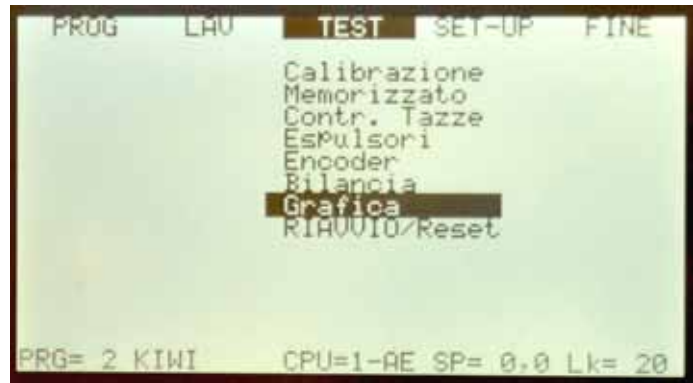 PROG LAV TEST SET-UP FINE
Calibrazione
Memorizzato
Contr. Tazze
Espulsori
Encoder
Bilancia
Grafica
RIAVVIO/Reset
PRG= 2 KIWI CPU=1-AE SP= 0,0 Lk= 20